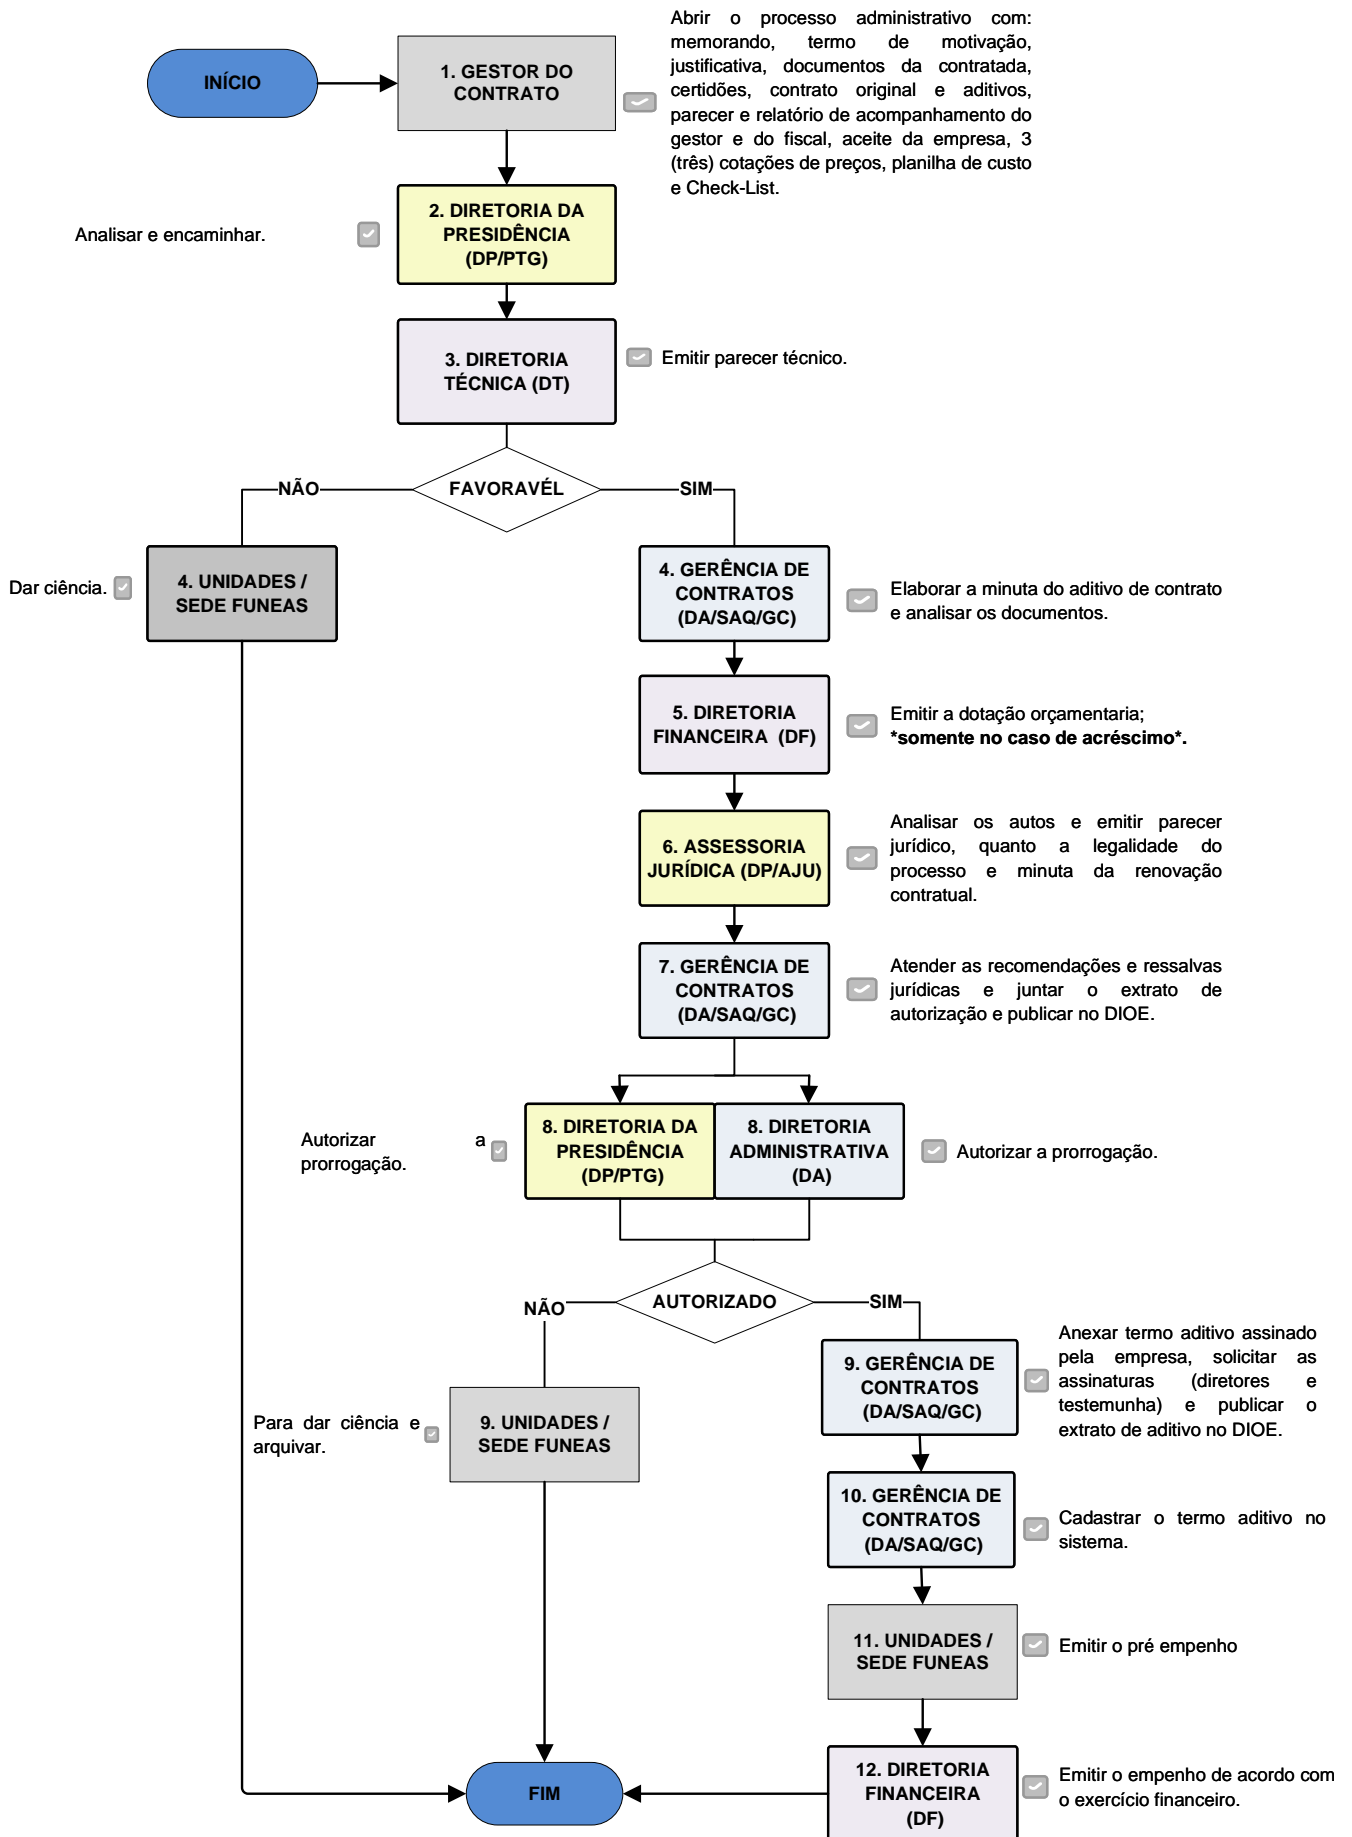 INÍCIO
1. GESTOR DO
CONTRATO
Abrir o processo administrativo com:
memorando, termo de motivação,
justificativa, documentos da contratada,
certidões, contrato original e aditivos,
parecer e relatório de acompanhamento do
gestor e do fiscal, aceite da empresa, 3
(três) cotações de preços, planilha de custo
e Check-List.
Analisar e encaminhar.
2. DIRETORIA DA
PRESIDÊNCIA
(DP/PTG)
3. DIRETORIA
TÉCNICA (DT)
Emitir parecer técnico.
NÃO
FAVORAVÉL
SIM
Dar ciência.
4. UNIDADES /
SEDE FUNEAS
4. GERÊNCIA DE
CONTRATOS
(DA/SAQ/GC)
Elaborar a minuta do aditivo de contrato
e analisar os documentos.
5. DIRETORIA
FINANCEIRA (DF)
Emitir a dotação orçamentaria;
*somente no caso de acréscimo*.
6. ASSESSORIA
JURÍDICA (DP/AJU)
Analisar os autos e emitir parecer
jurídico, quanto a legalidade do
processo e minuta da renovação
contratual.
7. GERÊNCIA DE
CONTRATOS
(DA/SAQ/GC)
Atender as recomendações e ressalvas
jurídicas e juntar o extrato de
autorização e publicar no DIOE.
Autorizar a
prorrogação.
8. DIRETORIA DA
PRESIDÊNCIA
(DP/PTG)
8. DIRETORIA
ADMINISTRATIVA
(DA)
Autorizar a prorrogação.
NÃO
AUTORIZADO
SIM
Para dar ciência e
arquivar.
9. UNIDADES /
SEDE FUNEAS
9. GERÊNCIA DE
CONTRATOS
(DA/SAQ/GC)
Anexar termo aditivo assinado
pela empresa, solicitar as
assinaturas (diretores e
testemunha) e publicar o
extrato de aditivo no DIOE.
10. GERÊNCIA DE
CONTRATOS
(DA/SAQ/GC)
Cadastrar o termo aditivo no
sistema.
11. UNIDADES /
SEDE FUNEAS
Emitir o pré empenho
FIM
12. DIRETORIA
FINANCEIRA
(DF)
Emitir o empenho de acordo com
o exercício financeiro.